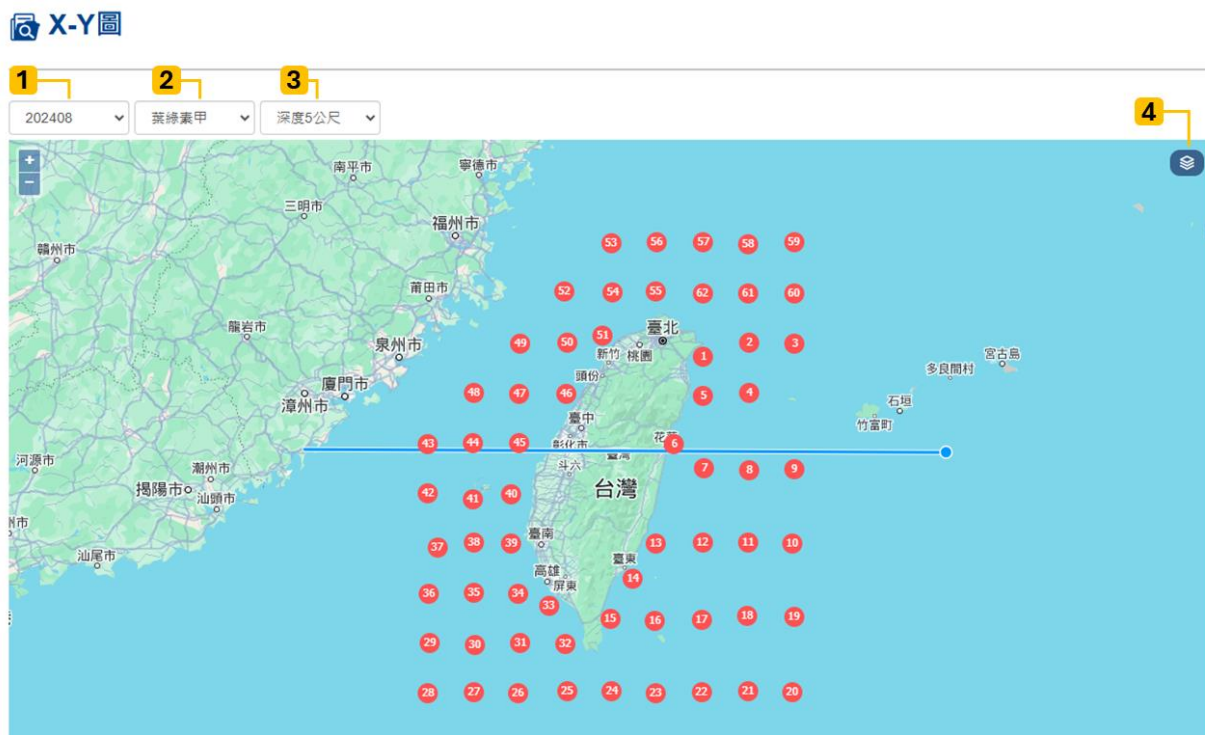 X-Y圖
1 2 3
202408 葉綠素甲 深度5公尺
4
+
−
南平市 寧德市
三明市
福州市
贛州市
53 56 57 58 59
莆田市
52 54 55 62 61 60
龍岩市
泉州市
49 50 51 臺北 2 3
新竹 桃園 1
宮古島
多良間村
頭份
廈門市
漳州市
48 47 46 5 4
石垣
竹富町
臺中
43 44 45 彰化市 6
河源市
潮州市
斗六
7 8 9
揭陽市 汕頭市
42 41 40 台灣
臺南
37 38 39 13 12 11 10
汕尾市
臺東
高雄 14
屏東
36 35 34 33
15 16 17 18 19
29 30 31 32
28 27 26 25 24 23 22 21 20